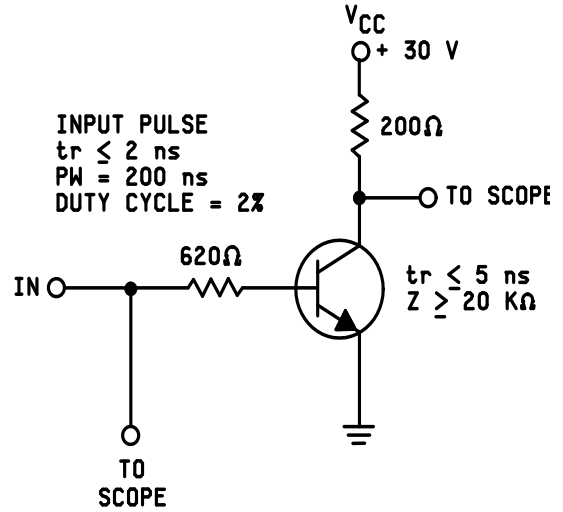 VCC
+ 30 V
200Ω
INPUT PULSE
tr ≤ 2 ns
PW = 200 ns
DUTY CYCLE = 2%
TO SCOPE
620Ω
IN
tr ≤ 5 ns
Z ≥ 20 KΩ
TO
SCOPE